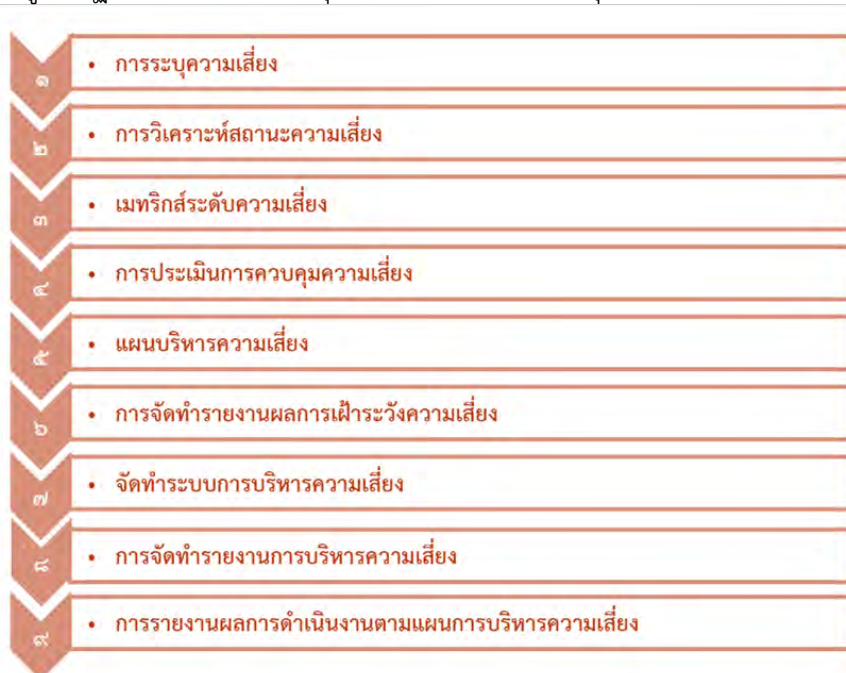 ๑
• การระบุความเสี่ยง
๒
• การวิเคราะห์สถานะความเสี่ยง
๓
• เมทริกส์ระดับความเสี่ยง
๔
• การประเมินการควบคุมความเสี่ยง
๕
• แผนบริหารความเสี่ยง
๖
• การจัดทำรายงานผลการเฝ้าระวังความเสี่ยง
๗
• จัดทำระบบการบริหารความเสี่ยง
๘
• การจัดทำรายงานการบริหารความเสี่ยง
๙
• การรายงานผลการดำเนินงานตามแผนการบริหารความเสี่ยง